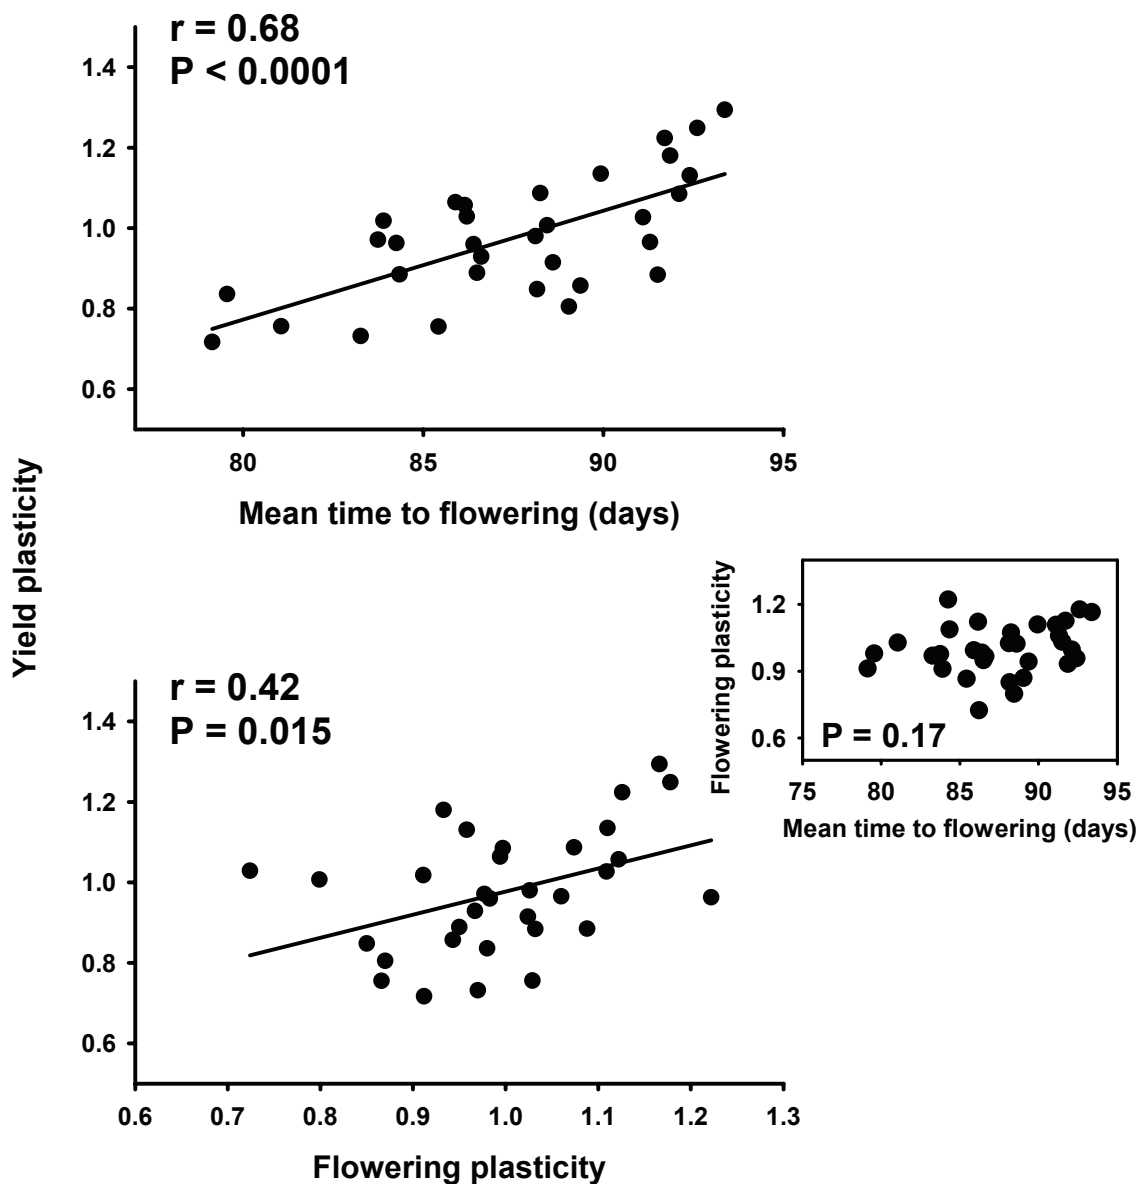 r = 0.68
P < 0.0001
1.4
1.2
1.0
0.8
0.6
80 85 90 95
Mean time to flowering (days)
Yield plasticity
Flowering plasticity
1.2
0.9
0.6
P = 0.17
75 80 85 90 95
Mean time to flowering (days)
r = 0.42
P = 0.015
1.4
1.2
1.0
0.8
0.6
0.6 0.7 0.8 0.9 1.0 1.1 1.2 1.3
Flowering plasticity